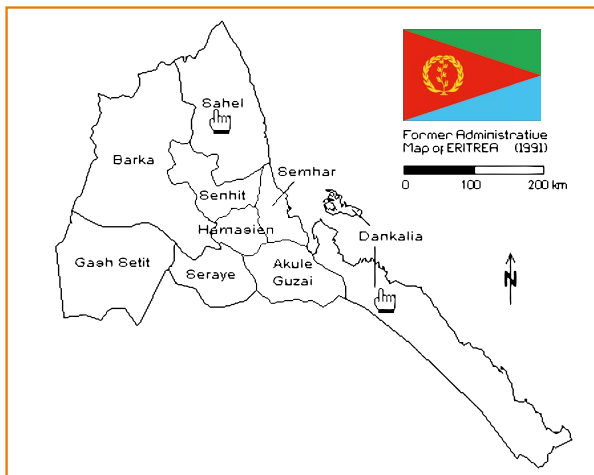 Sahel
Former Administrative
Map of ERITREA (1991)
Barka
Semhar
0 100 200 km
Senhit
Hamasien
Dankalia
Gash Setit
Akule
Guzai
Seraye
N